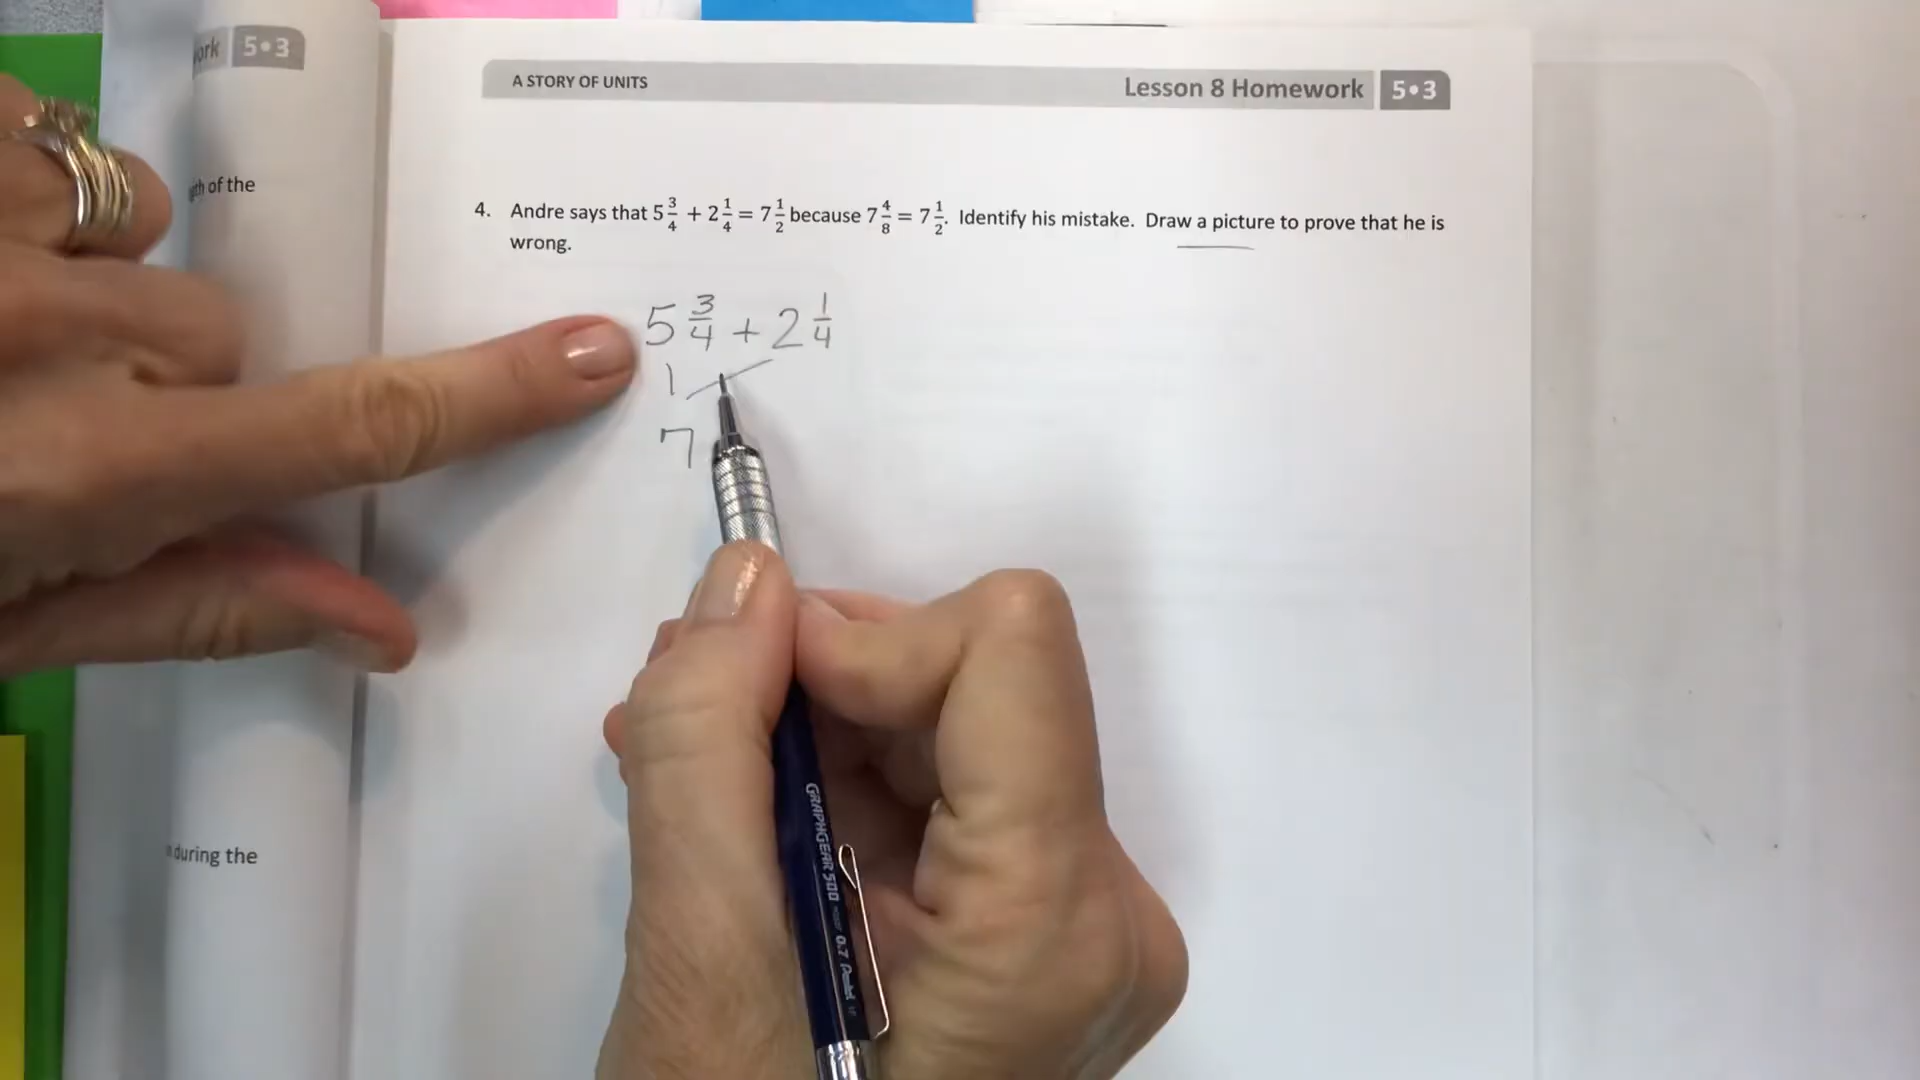 5•3
A STORY OF UNITS
Lesson 8 Homework 5•3
of the
4. Andre says that 5 3/4 + 2 1/4 = 7 1/2 because 7 4/8 = 7 1/2. Identify his mistake. Draw a picture to prove that he is
wrong.
5 3/4 + 2 1/4
1
7
during the
GRAPHGEAR 500 0.7 Pentel